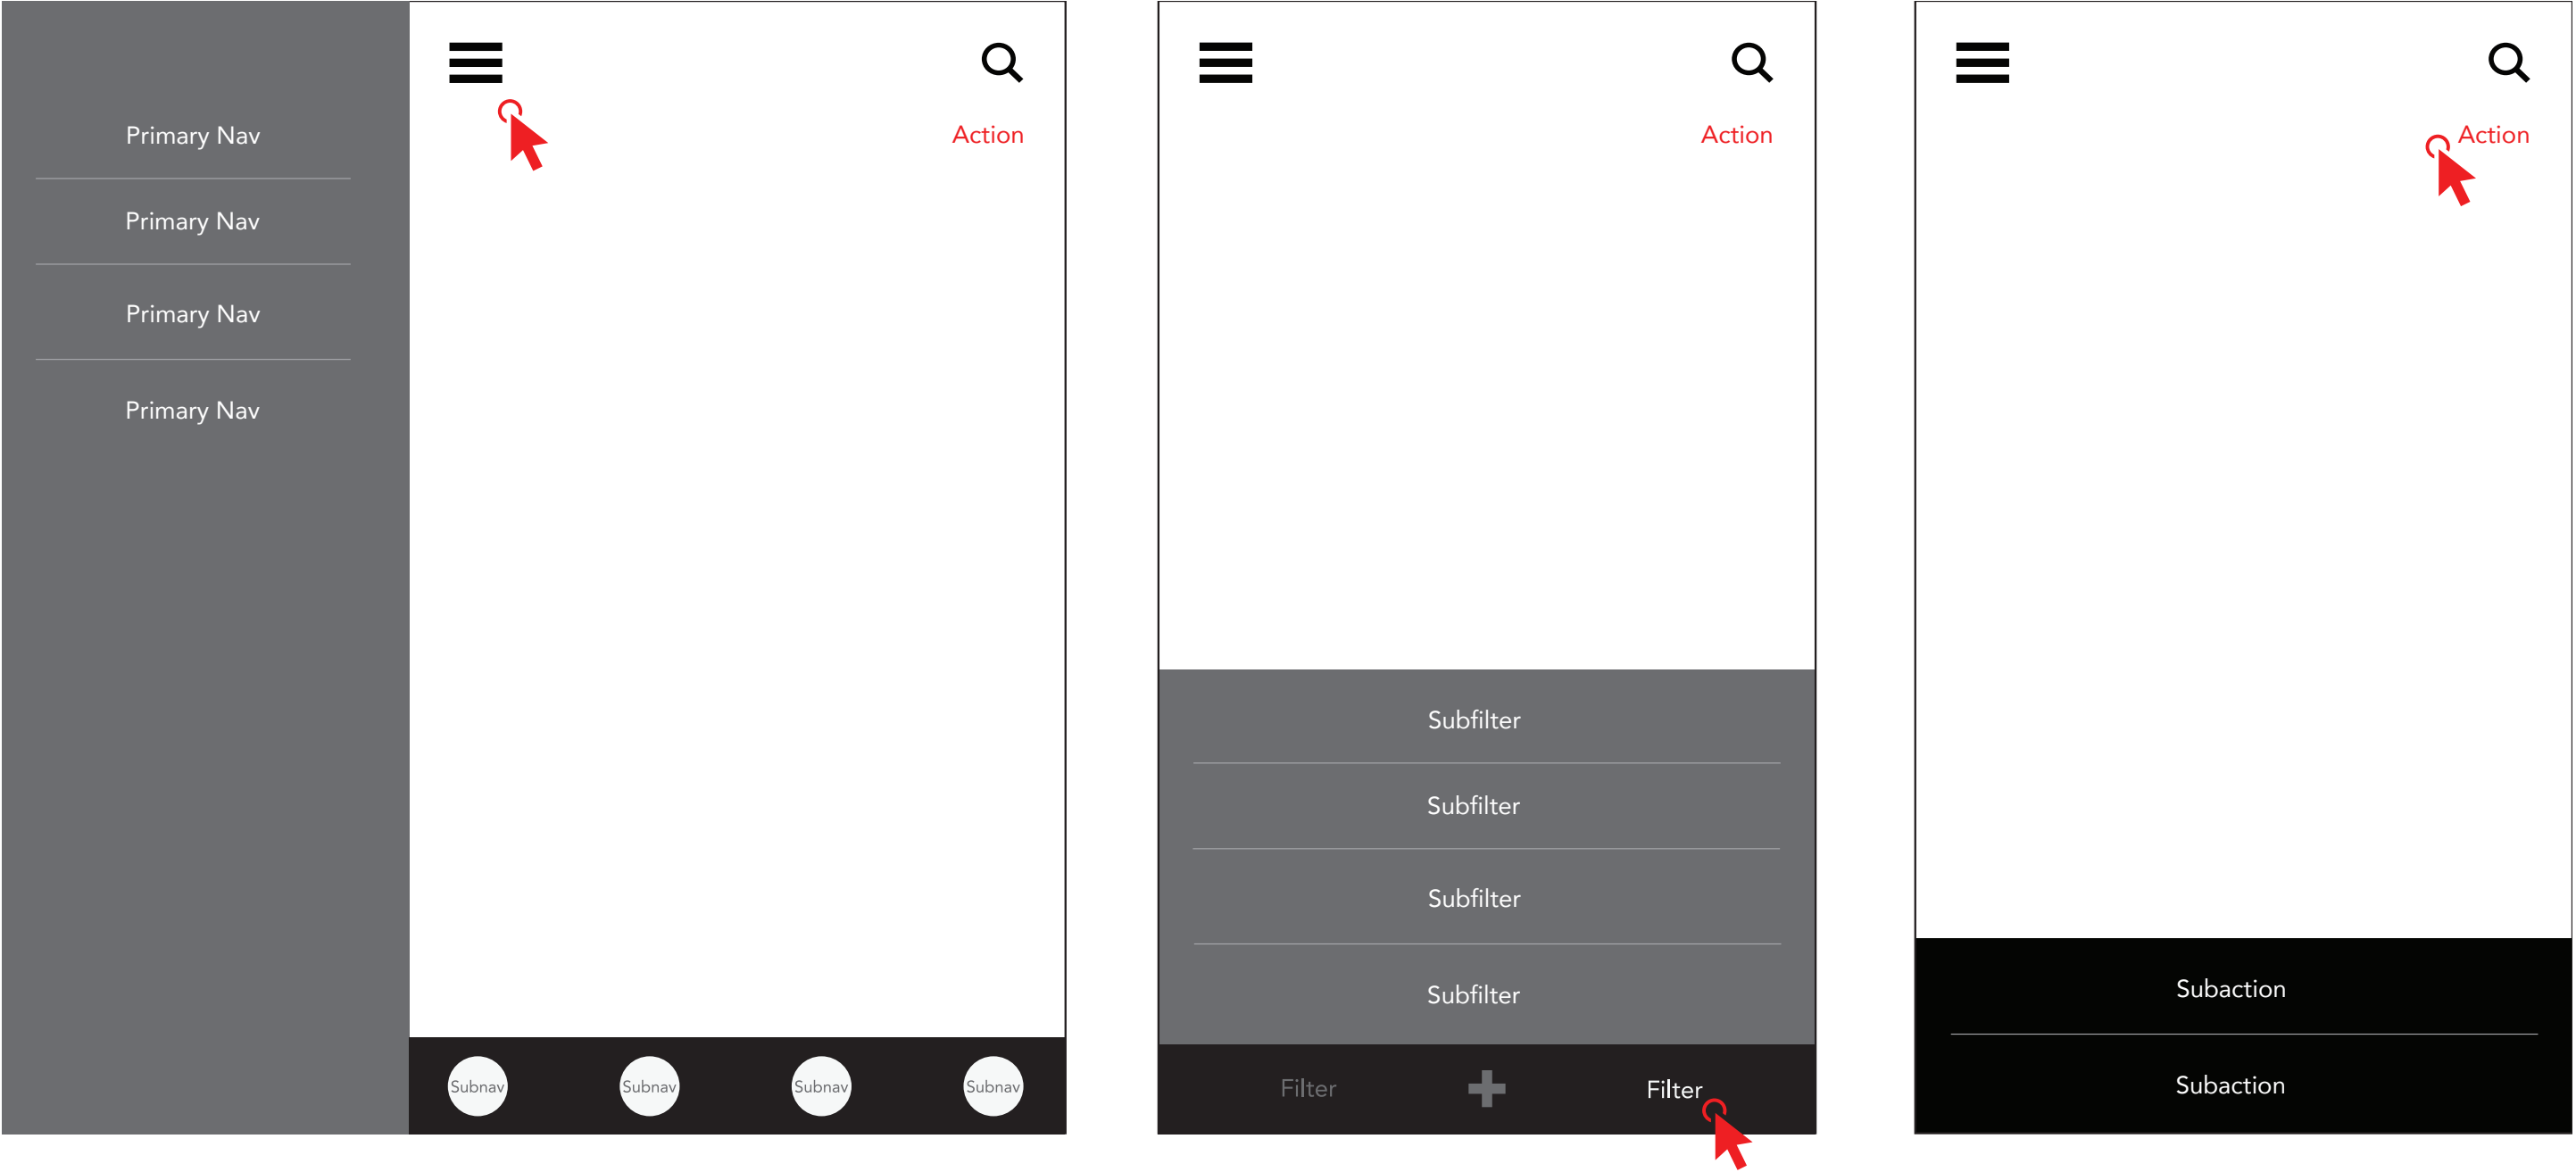 Primary Nav
Primary Nav
Primary Nav
Primary Nav
Action
Subnav
Subnav
Subnav
Subnav
Action
Subfilter
Subfilter
Subfilter
Subfilter
Filter
Filter
Action
Subaction
Subaction